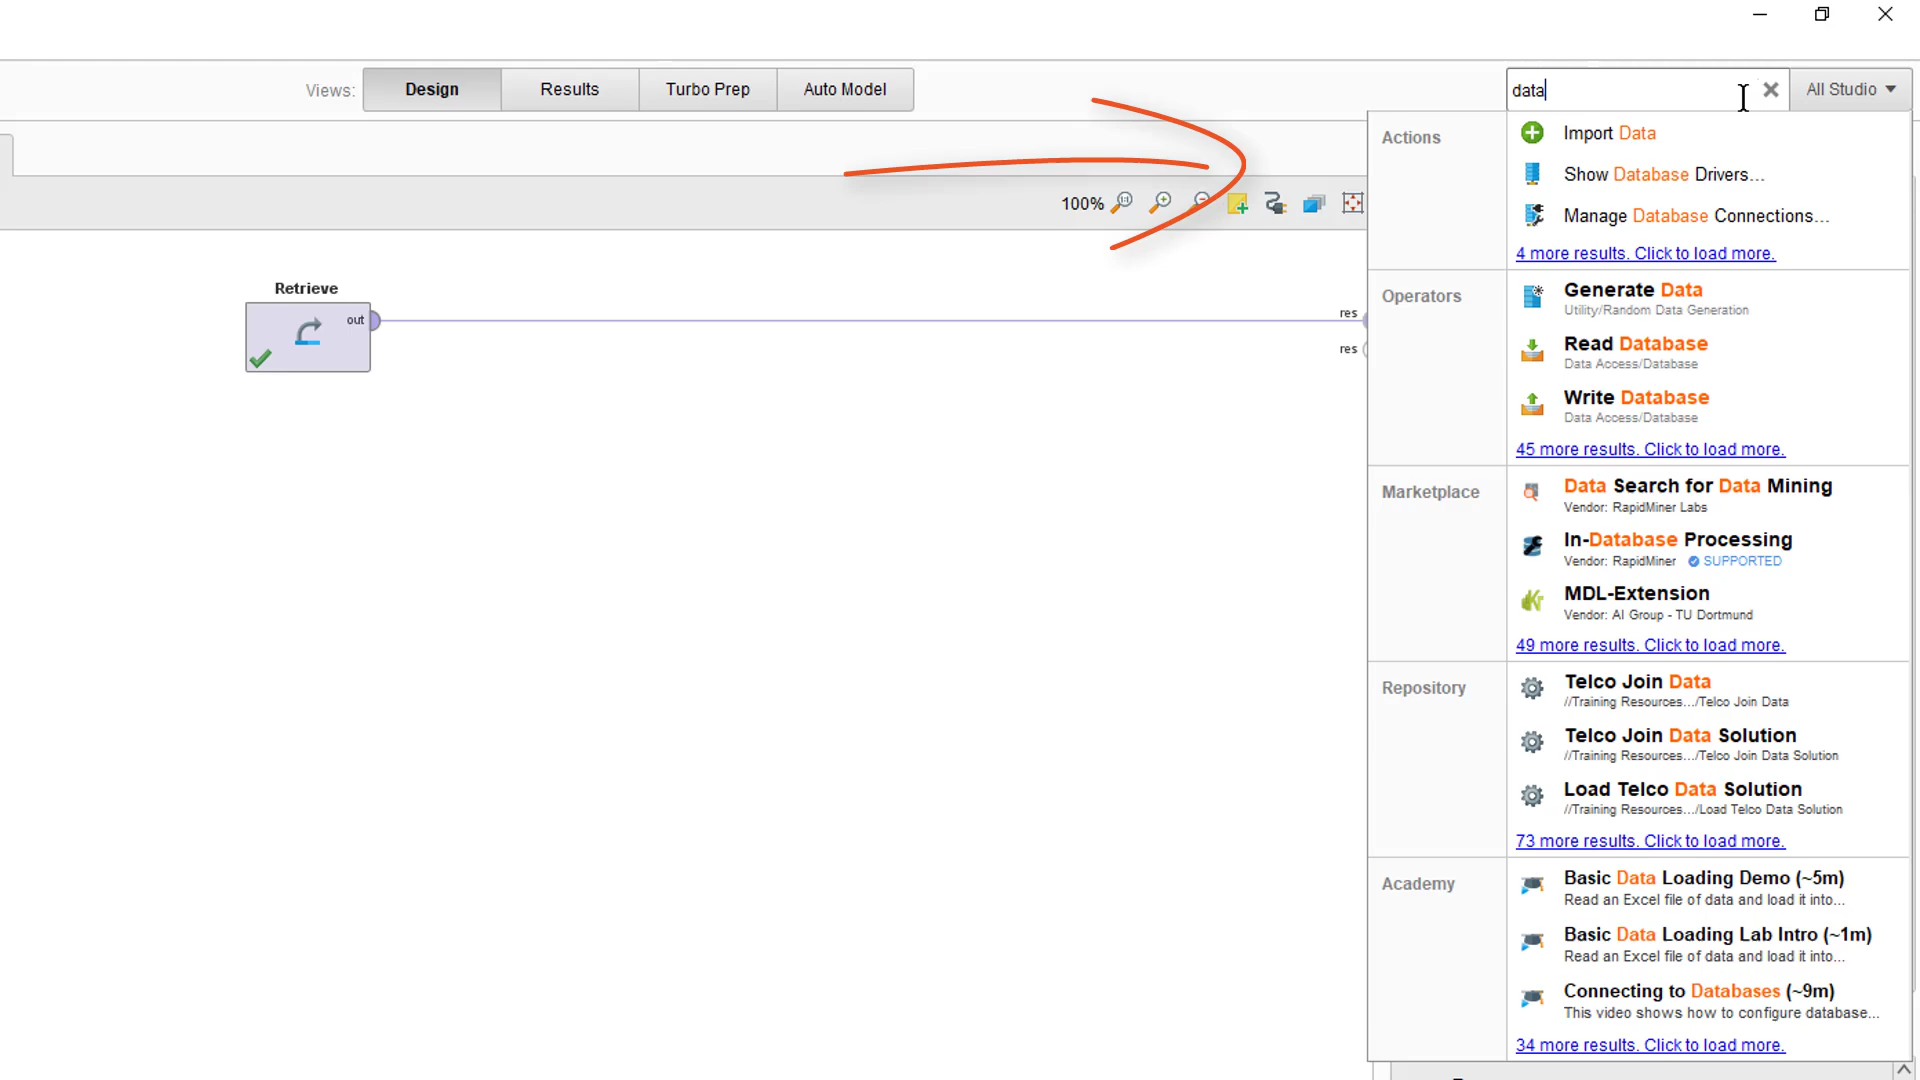 Views: Design Results Turbo Prep Auto Model
data All Studio
100%
Retrieve
out
res
res
Actions
Import Data
Show Database Drivers...
Manage Database Connections...
4 more results. Click to load more.
Operators
Generate Data
Utility/Random Data Generation
Read Database
Data Access/Database
Write Database
Data Access/Database
45 more results. Click to load more.
Marketplace
Data Search for Data Mining
Vendor: RapidMiner Labs
In-Database Processing
Vendor: RapidMiner SUPPORTED
MDL-Extension
Vendor: AI Group - TU Dortmund
49 more results. Click to load more.
Repository
Telco Join Data
//Training Resources.../Telco Join Data
Telco Join Data Solution
//Training Resources.../Telco Join Data Solution
Load Telco Data Solution
//Training Resources.../Load Telco Data Solution
73 more results. Click to load more.
Academy
Basic Data Loading Demo (~5m)
Read an Excel file of data and load it into...
Basic Data Loading Lab Intro (~1m)
Read an Excel file of data and load it into...
Connecting to Databases (~9m)
This video shows how to configure database...
34 more results. Click to load more.